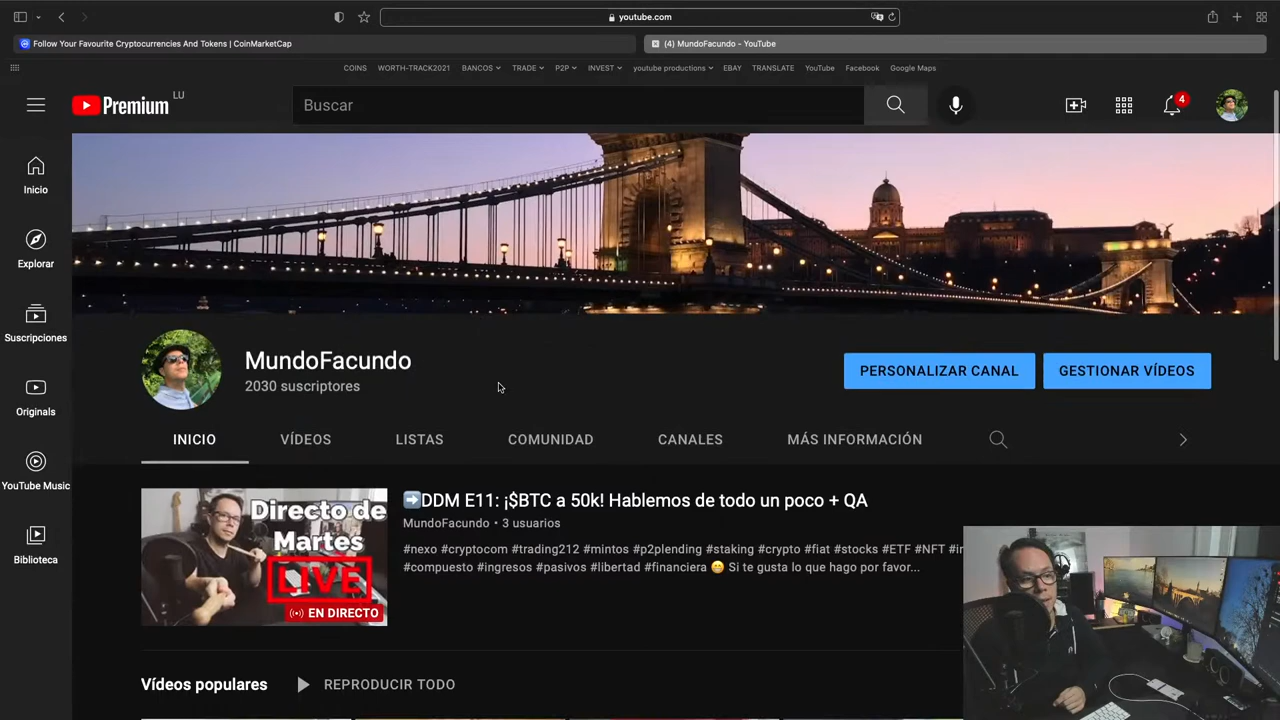 youtube.com
Follow Your Favourite Cryptocurrencies And Tokens | CoinMarketCap
(4) MundoFacundo - YouTube
COINS WORTH-TRACK2021 BANCOS TRADE P2P INVEST youtube productions EBAY TRANSLATE YouTube Facebook Google Maps
Premium LU
Buscar
4
Inicio
Explorar
Suscripciones
Originals
YouTube Music
Biblioteca
MundoFacundo
2030 suscriptores
PERSONALIZAR CANAL
GESTIONAR VÍDEOS
INICIO VÍDEOS LISTAS COMUNIDAD CANALES MÁS INFORMACIÓN
Directo de
Martes
LIVE
EN DIRECTO
➡️DDM E11: ¡$BTC a 50k! Hablemos de todo un poco + QA
MundoFacundo • 3 usuarios
#nexo #cryptocom #trading212 #mintos #p2plending #staking #crypto #fiat #stocks #ETF #NFT #in
#compuesto #ingresos #pasivos #libertad #financiera 😁 Si te gusta lo que hago por favor...
Vídeos populares
REPRODUCIR TODO